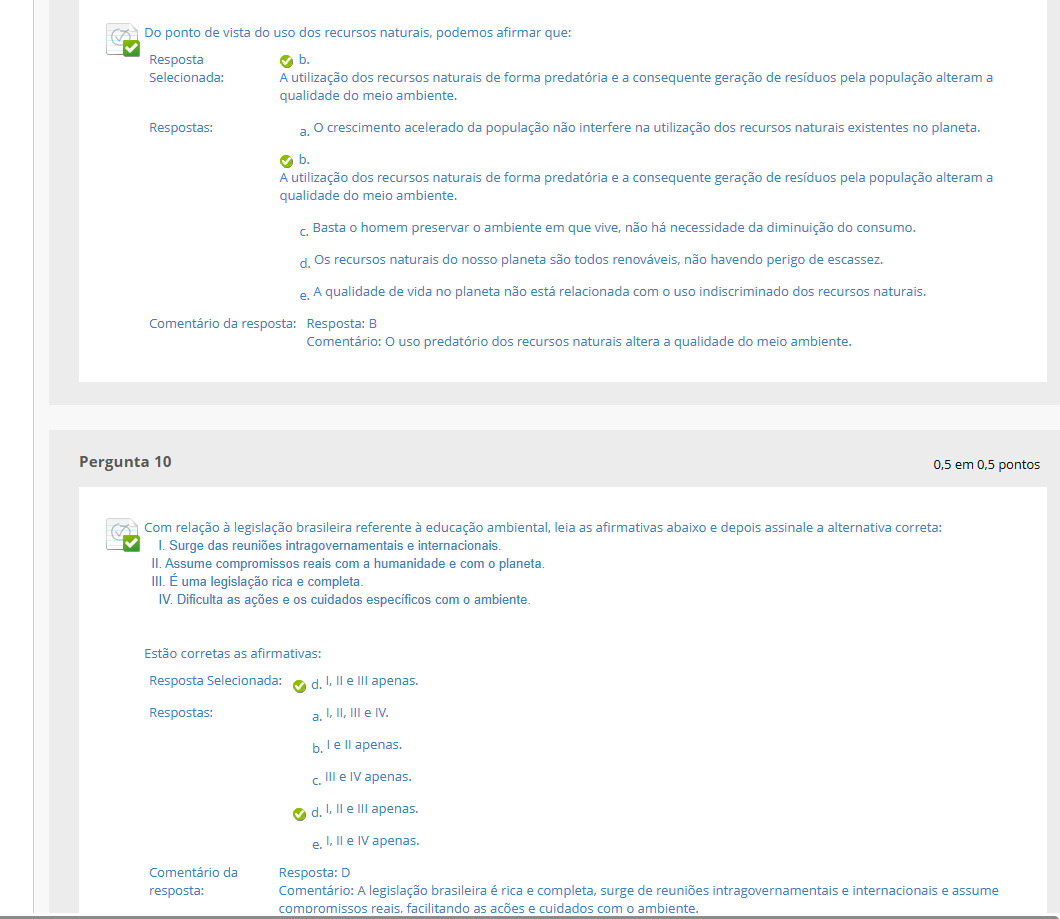 Do ponto de vista do uso dos recursos naturais, podemos afirmar que:
Resposta Selecionada:
b.
A utilização dos recursos naturais de forma predatória e a consequente geração de resíduos pela população alteram a
qualidade do meio ambiente.
Respostas:
a. O crescimento acelerado da população não interfere na utilização dos recursos naturais existentes no planeta.
b.
A utilização dos recursos naturais de forma predatória e a consequente geração de resíduos pela população alteram a
qualidade do meio ambiente.
c. Basta o homem preservar o ambiente em que vive, não há necessidade da diminuição do consumo.
d. Os recursos naturais do nosso planeta são todos renováveis, não havendo perigo de escassez.
e. A qualidade de vida no planeta não está relacionada com o uso indiscriminado dos recursos naturais.
Comentário da resposta: Resposta: B
Comentário: O uso predatório dos recursos naturais altera a qualidade do meio ambiente.
Pergunta 10
0,5 em 0,5 pontos
Com relação à legislação brasileira referente à educação ambiental, leia as afirmativas abaixo e depois assinale a alternativa correta:
I. Surge das reuniões intragovernamentais e internacionais.
II. Assume compromissos reais com a humanidade e com o planeta.
III. É uma legislação rica e completa.
IV. Dificulta as ações e os cuidados específicos com o ambiente.
Estão corretas as afirmativas:
Resposta Selecionada: d. I, II e III apenas.
Respostas: a. I, II, III e IV.
b. I e II apenas.
c. III e IV apenas.
d. I, II e III apenas.
e. I, II e IV apenas.
Comentário da resposta:
Resposta: D
Comentário: A legislação brasileira é rica e completa, surge de reuniões intragovernamentais e internacionais e assume
compromissos reais, facilitando as ações e cuidados com o ambiente.